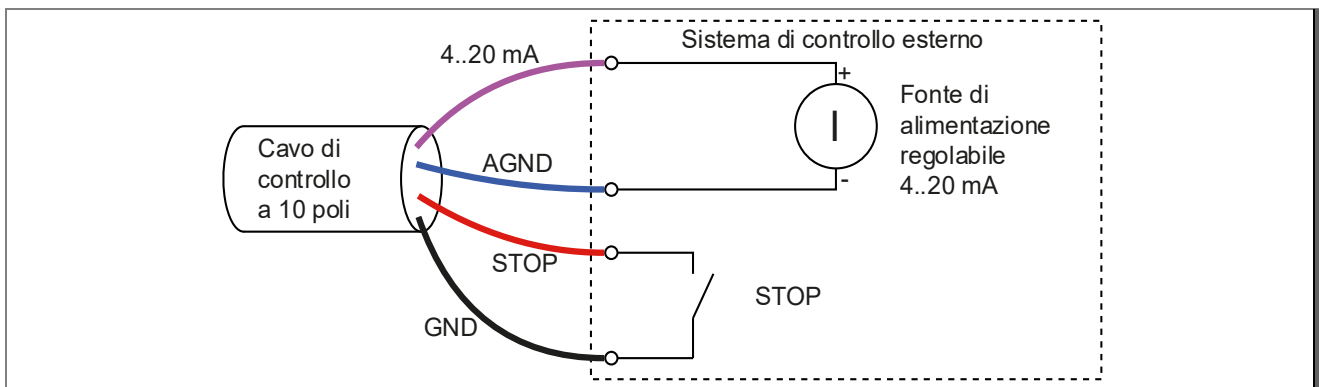 Sistema di controllo esterno
4..20 mA
+
Fonte di
alimentazione
regolabile
4..20 mA
I
-
Cavo di
controllo
a 10 poli
AGND
STOP
STOP
GND